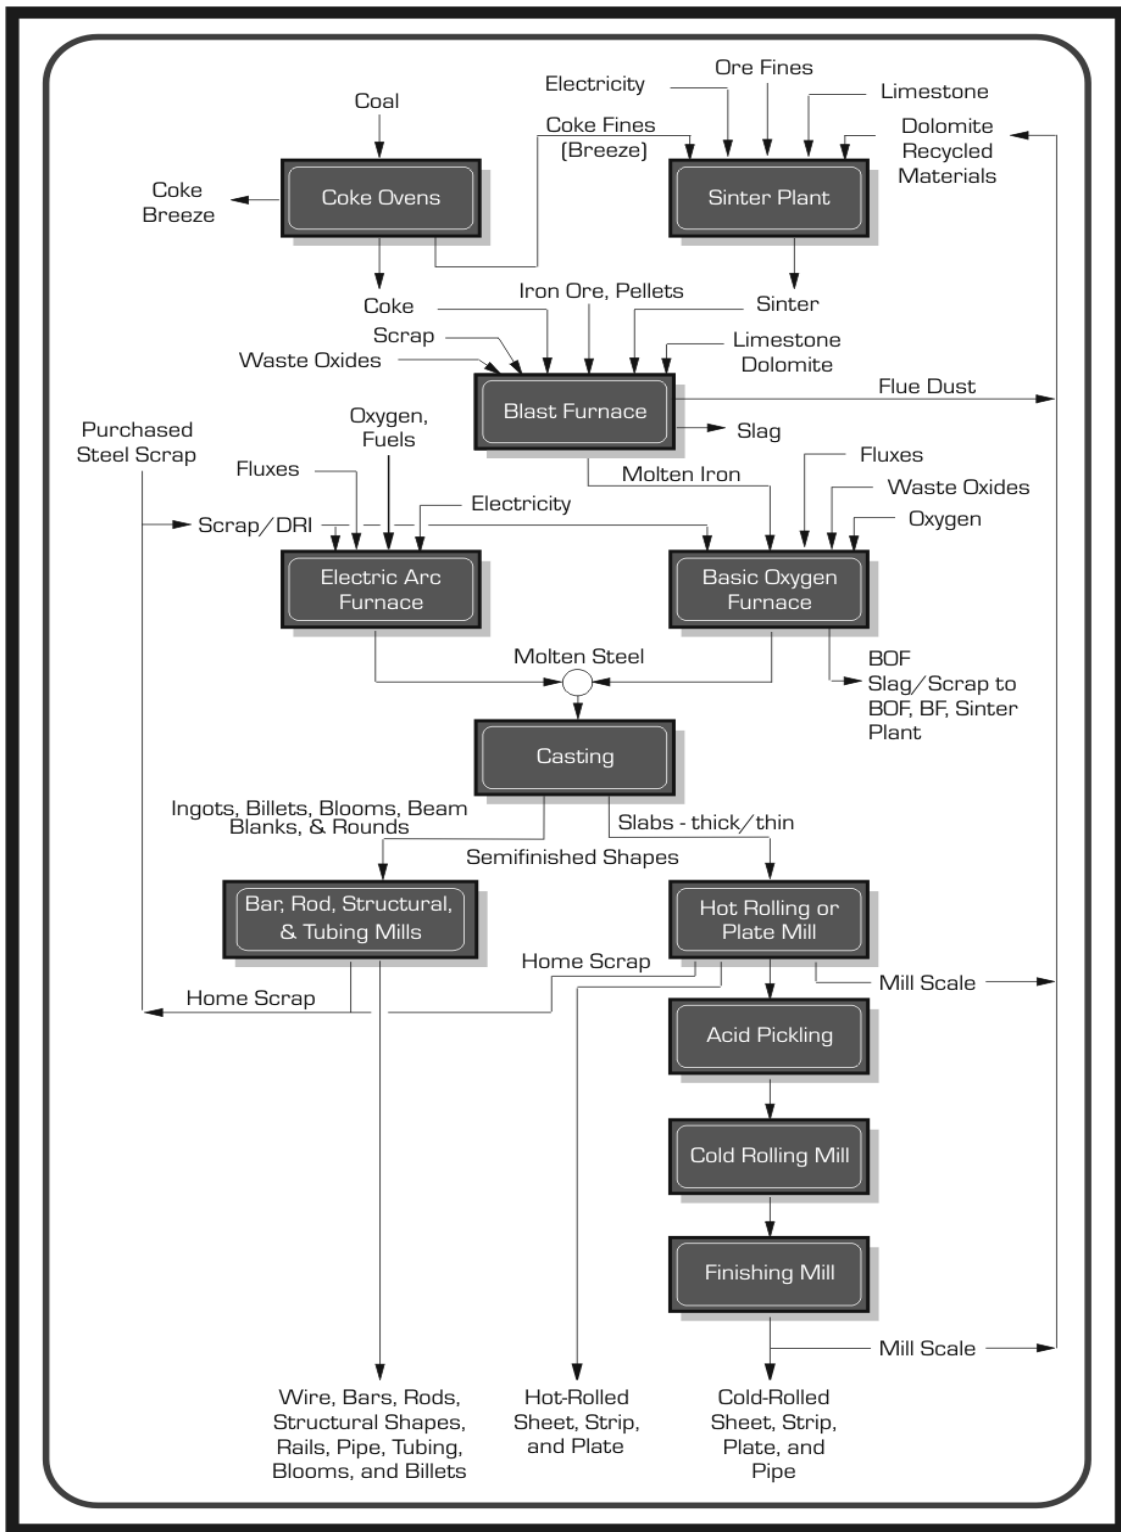 Ore Fines
Electricity
Limestone
Coal
Coke Fines
(Breeze)
Dolomite
Recycled
Materials
Coke
Breeze
Coke Ovens
Sinter Plant
Iron Ore, Pellets
Coke
Sinter
Scrap
Limestone
Dolomite
Waste Oxides
Flue Dust
Blast Furnace
Slag
Purchased
Steel Scrap
Oxygen,
Fuels
Fluxes
Molten Iron
Fluxes
Electricity
Waste Oxides
Scrap/DRI
Oxygen
Electric Arc
Furnace
Basic Oxygen
Furnace
Molten Steel
BOF
Slag/Scrap to
BOF, BF, Sinter
Plant
Casting
Ingots, Billets, Blooms, Beam
Blanks, & Rounds
Slabs - thick/thin
Semifinished Shapes
Bar, Rod, Structural,
& Tubing Mills
Hot Rolling or
Plate Mill
Home Scrap
Mill Scale
Home Scrap
Acid Pickling
Cold Rolling Mill
Finishing Mill
Mill Scale
Wire, Bars, Rods,
Structural Shapes,
Rails, Pipe, Tubing,
Blooms, and Billets
Hot-Rolled
Sheet, Strip,
and Plate
Cold-Rolled
Sheet, Strip,
Plate, and
Pipe